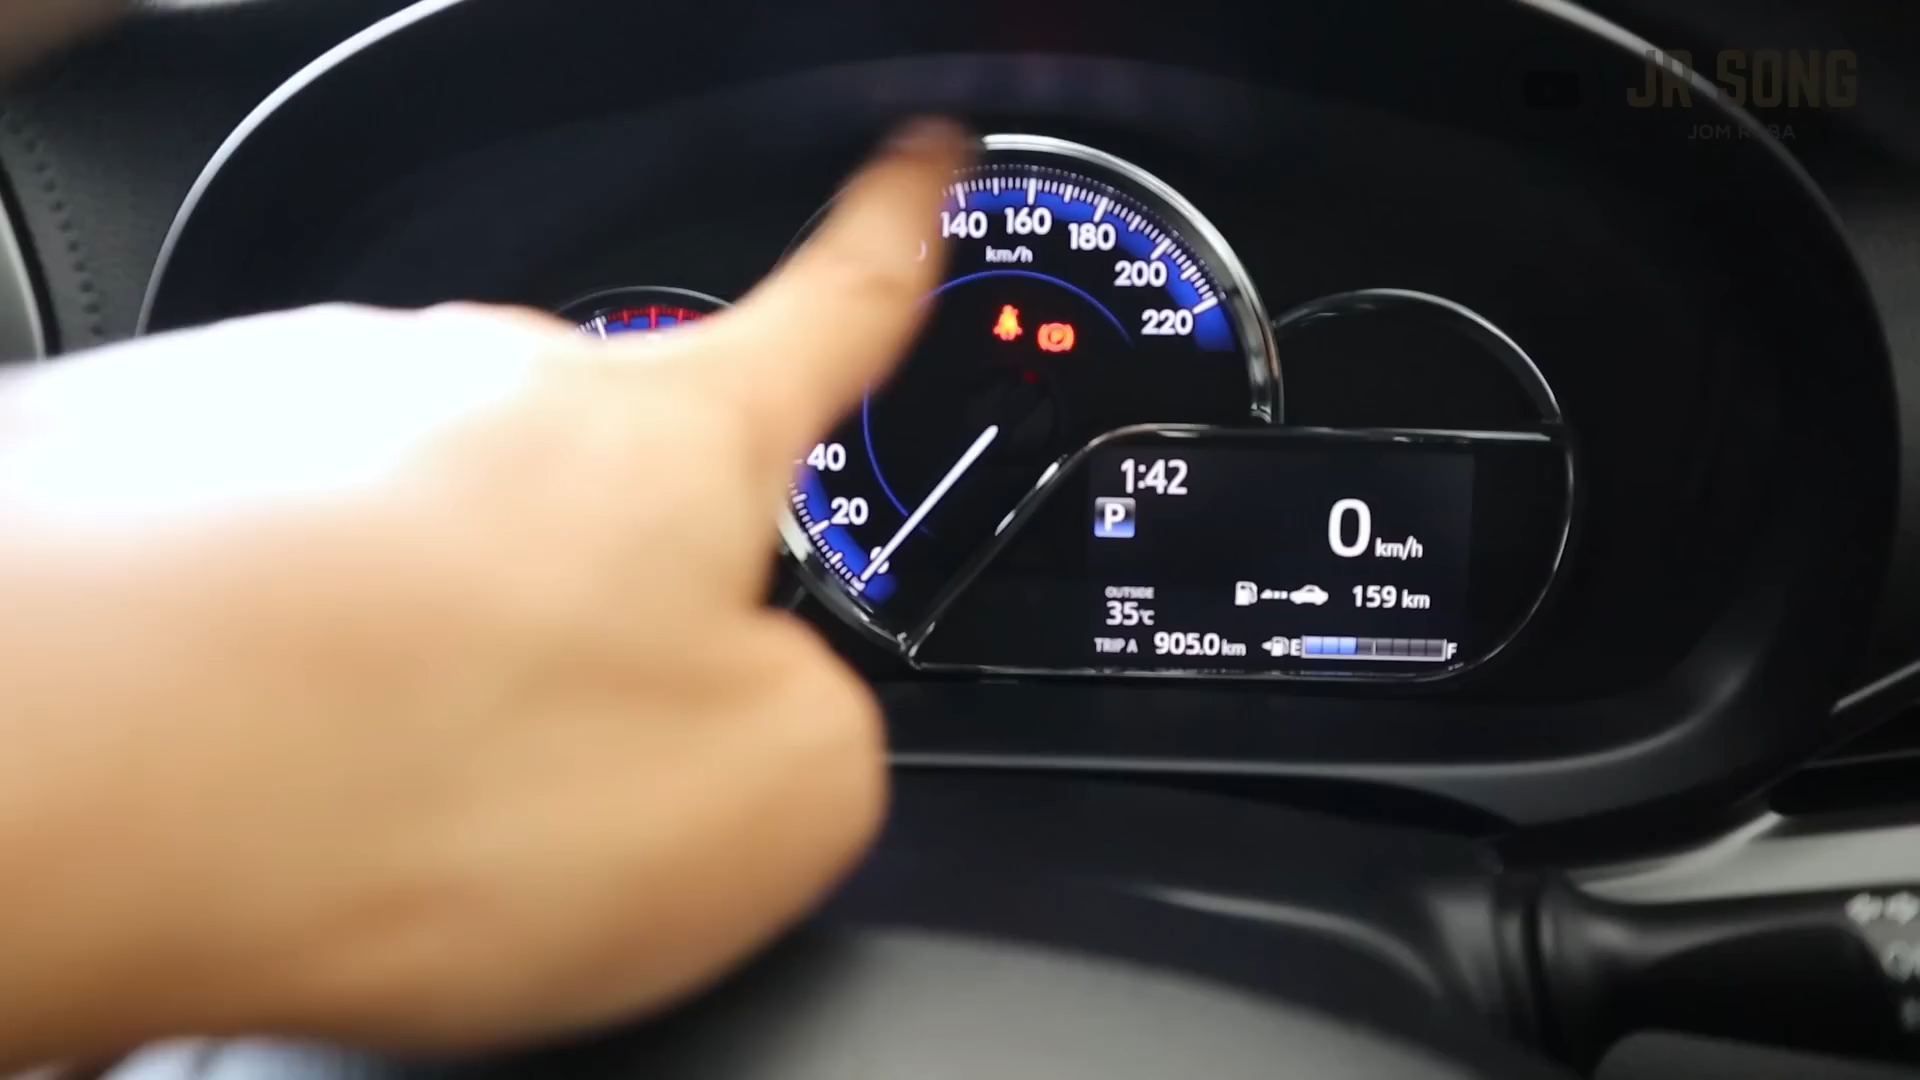 JR SONG
140
160
180
km/h
200
220
40
20
1:42
P
0 km/h
OUTSIDE
35°C
159 km
TRIP A 905.0 km E F